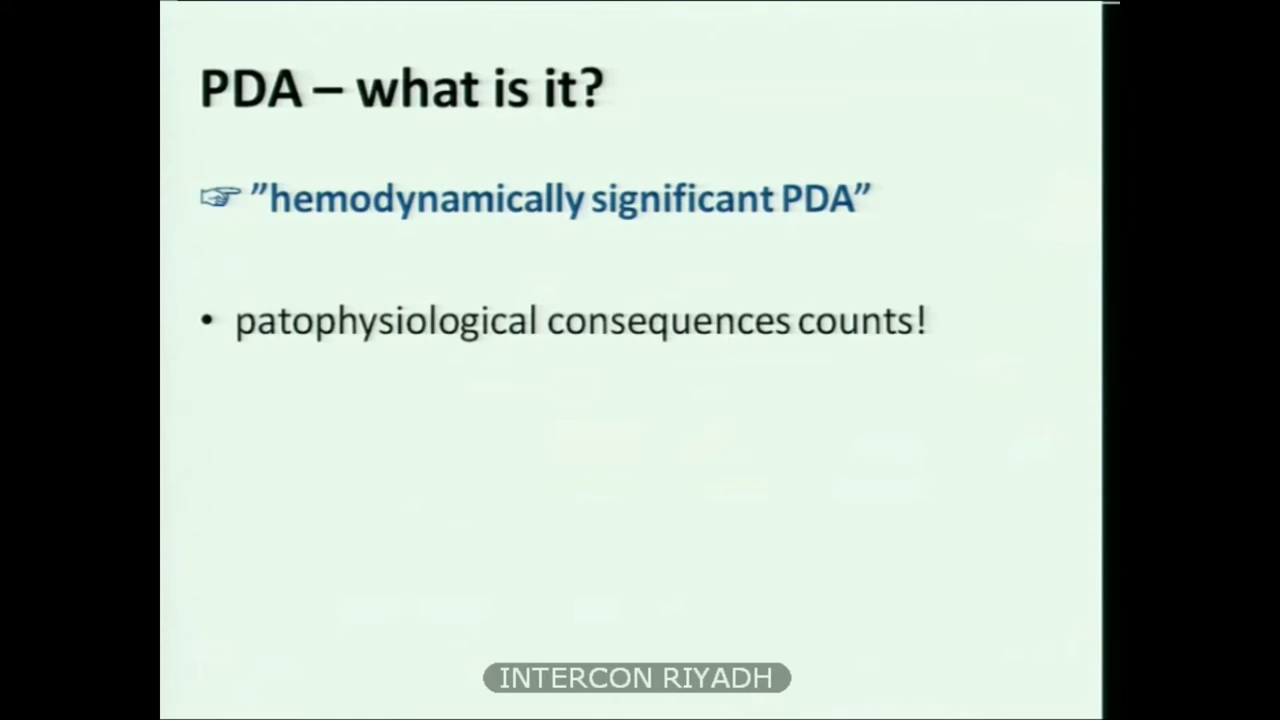 PDA – what is it?
☞ ”hemodynamically significant PDA”
• patophysiological consequences counts!
INTERCON RIYADH